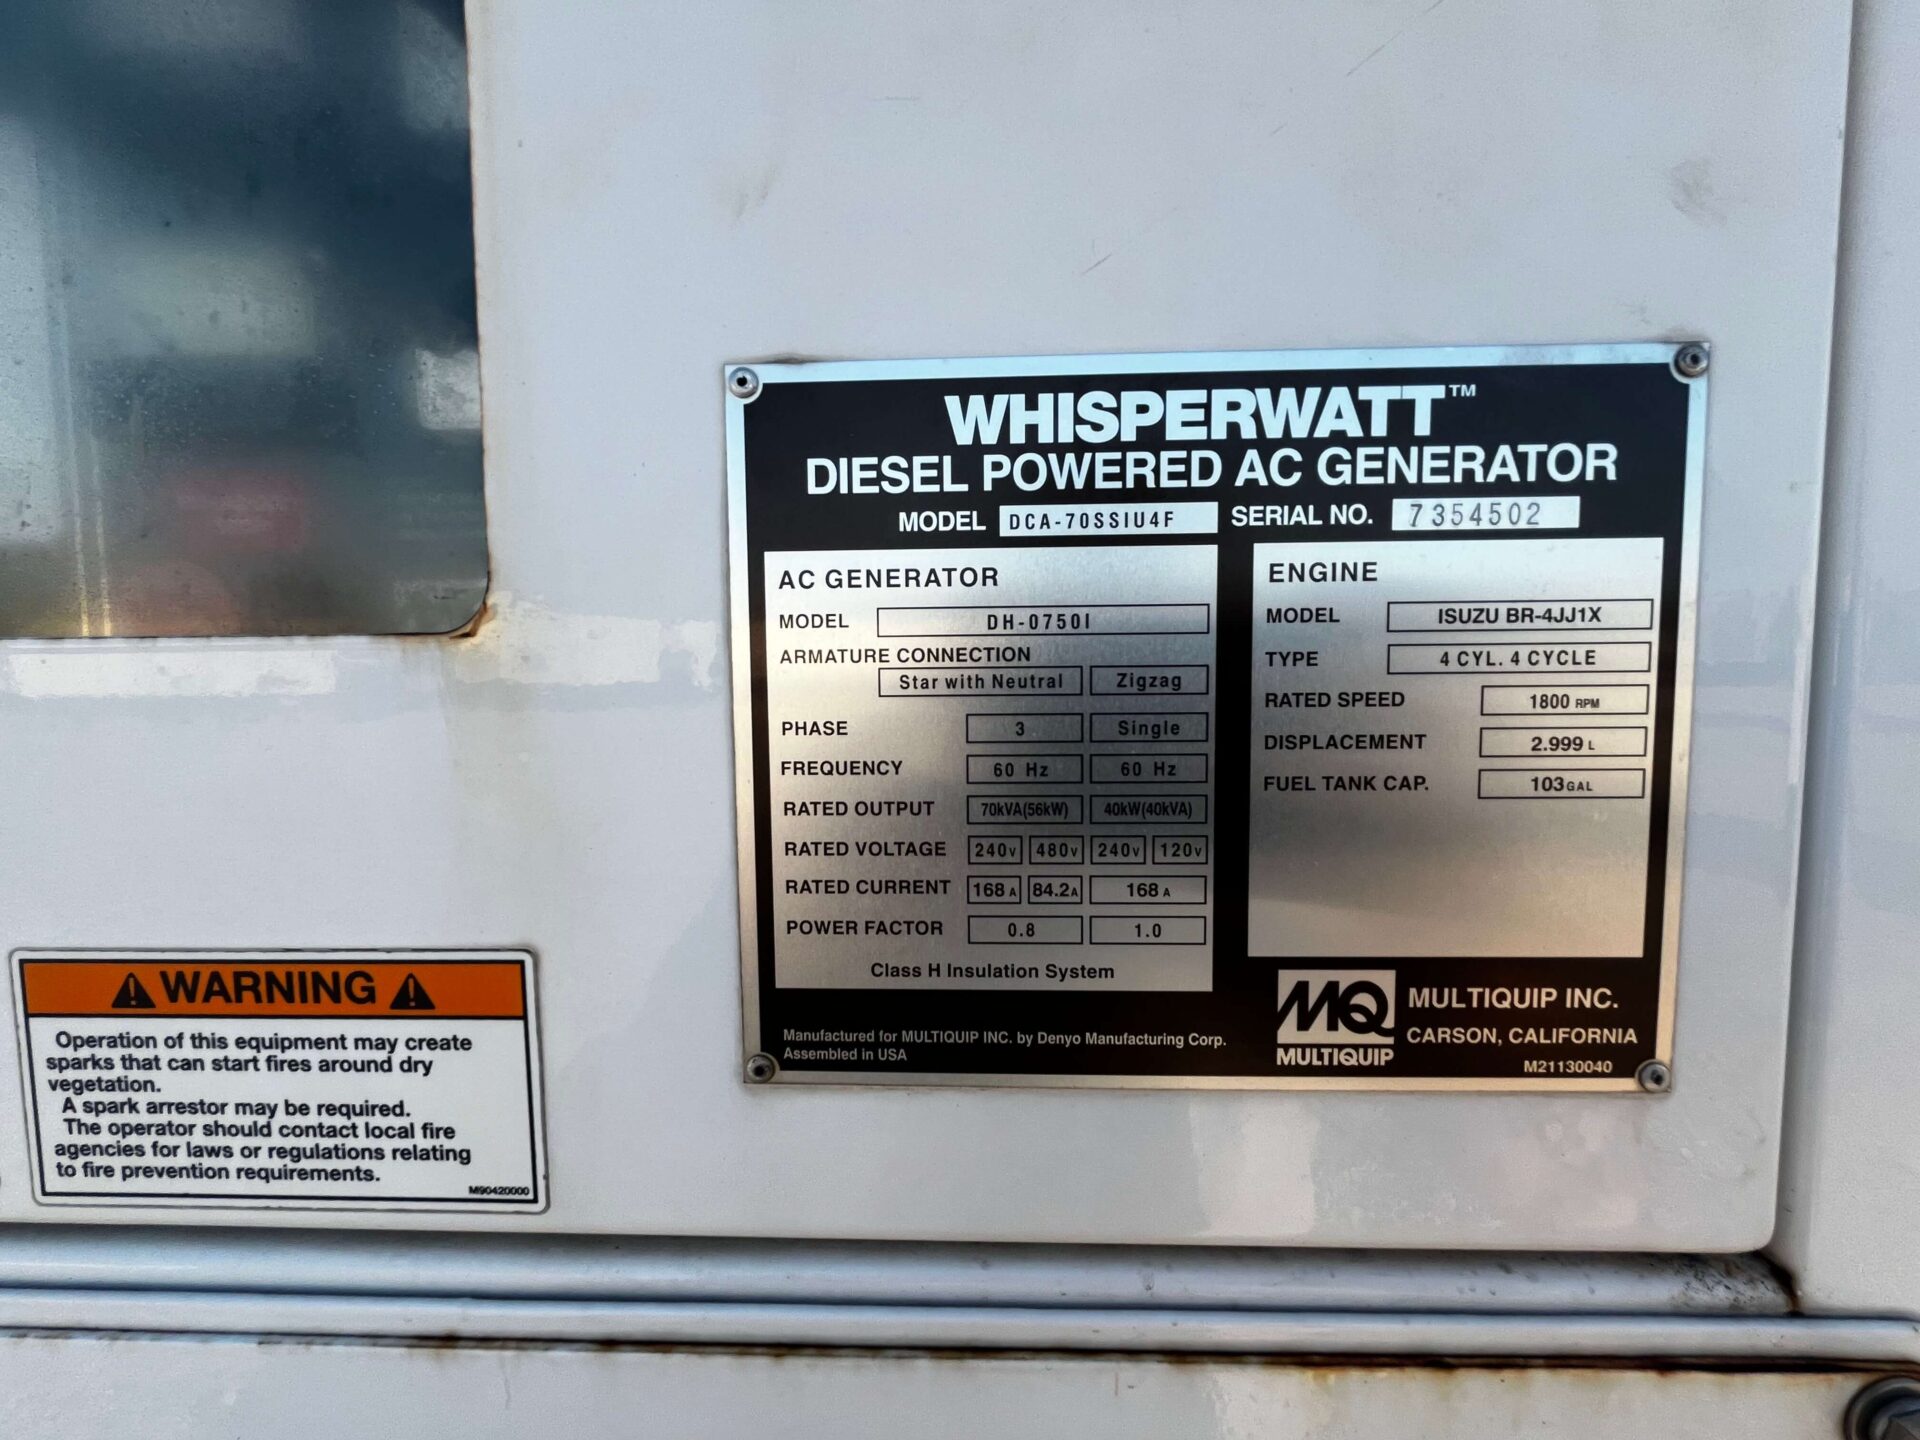 WHISPERWATT™
DIESEL POWERED AC GENERATOR
MODEL DCA-70SSIU4F SERIAL NO. 7354502
AC GENERATOR
MODEL DH-0750I
ARMATURE CONNECTION
Star with Neutral Zigzag
PHASE 3 Single
FREQUENCY 60 Hz 60 Hz
RATED OUTPUT 70kVA(56kW) 40kW(40kVA)
RATED VOLTAGE 240V 480V 240V 120V
RATED CURRENT 168 A 84.2A 168 A
POWER FACTOR 0.8 1.0
Class H Insulation System
ENGINE
MODEL ISUZU BR-4JJ1X
TYPE 4 CYL. 4 CYCLE
RATED SPEED 1800 RPM
DISPLACEMENT 2.999 L
FUEL TANK CAP. 103GAL
Manufactured for MULTIQUIP INC. by Denyo Manufacturing Corp.
Assembled in USA
MQ
MULTIQUIP
MULTIQUIP INC.
CARSON, CALIFORNIA
M21130040
WARNING
Operation of this equipment may create
sparks that can start fires around dry
vegetation.
A spark arrestor may be required.
The operator should contact local fire
agencies for laws or regulations relating
to fire prevention requirements.
M90420000